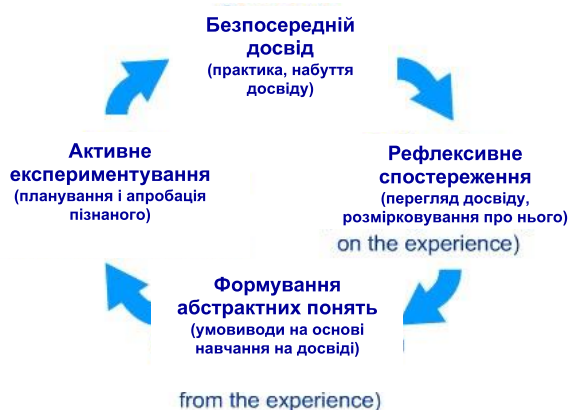 Безпосередній
досвід
(практика, набуття
досвіду)
Активне
експериментування
(планування і апробація
пізнаного)
Рефлексивне
спостереження
(перегляд досвіду,
розмірковування про нього)
on the experience)
Формування
абстрактних понять
(умовиводи на основі
навчання на досвіді)
from the experience)